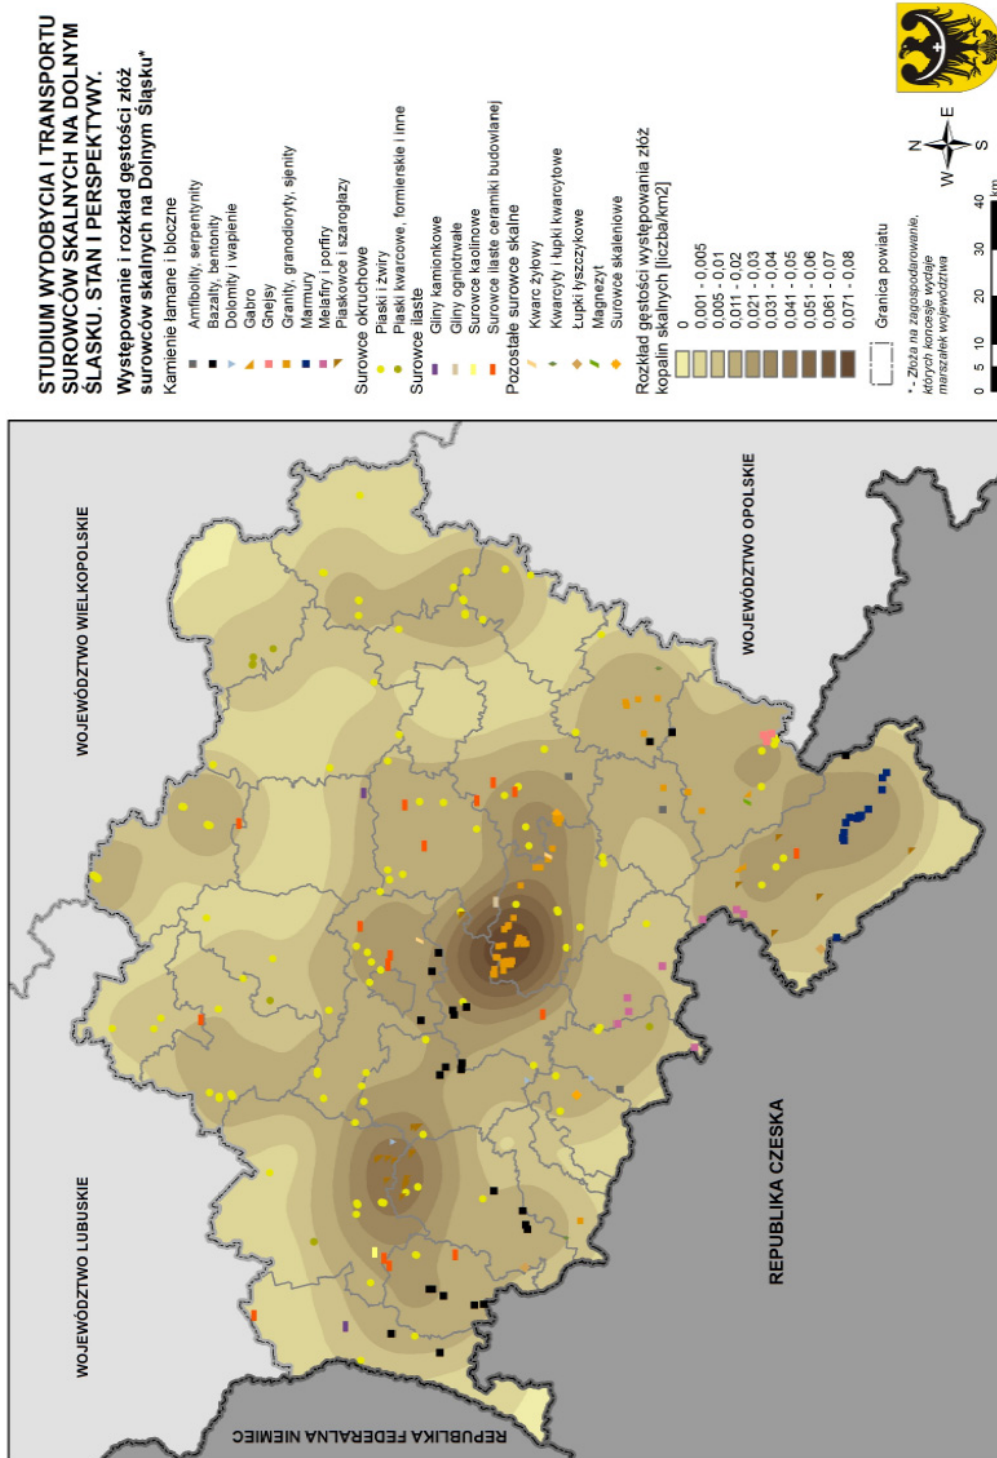 STUDIUM WYDOBYCIA I TRANSPORTU
SUROWCÓW SKALNYCH NA DOLNYM
ŚLĄSKU. STAN I PERSPEKTYWY.
Występowanie i rozkład gęstości złóż
surowców skalnych na Dolnym Śląsku*
Kamienie łamane i bloczne
Amfibolity, serpentynity
Bazalty, bentonity
Dolomity i wapienie
Gabro
Gnejsy
Granity, granodioryty, sjenity
Marmury
Melafiry i porfiry
Piaskowce i szarogłazy
Surowce okruchowe
Piaski i żwiry
Piaski kwarcowe, formierskie i inne
Surowce ilaste
Gliny kamionkowe
Gliny ogniotrwałe
Surowce kaolinowe
Surowce ilaste ceramiki budowlanej
Pozostałe surowce skalne
Kwarc żyłowy
Kwarcyty i łupki kwarcytowe
Łupki łyszczykowe
Magnezyt
Surowce skaleniowe
Rozkład gęstości występowania złóż
kopalin skalnych [liczba/km2]
0
0,001 - 0,005
0,005 - 0,01
0,011 - 0,02
0,021 - 0,03
0,031 - 0,04
0,041 - 0,05
0,051 - 0,06
0,061 - 0,07
0,071 - 0,08
Granica powiatu
* - Złoża na zagospodarowanie,
których koncesje wydaje
marszałek województwa
N
W E
S
0 5 10 20 30 40
km
WOJEWÓDZTWO LUBUSKIE
WOJEWÓDZTWO WIELKOPOLSKIE
WOJEWÓDZTWO OPOLSKIE
REPUBLIKA CZESKA
REPUBLIKA FEDERALNA NIEMIEC